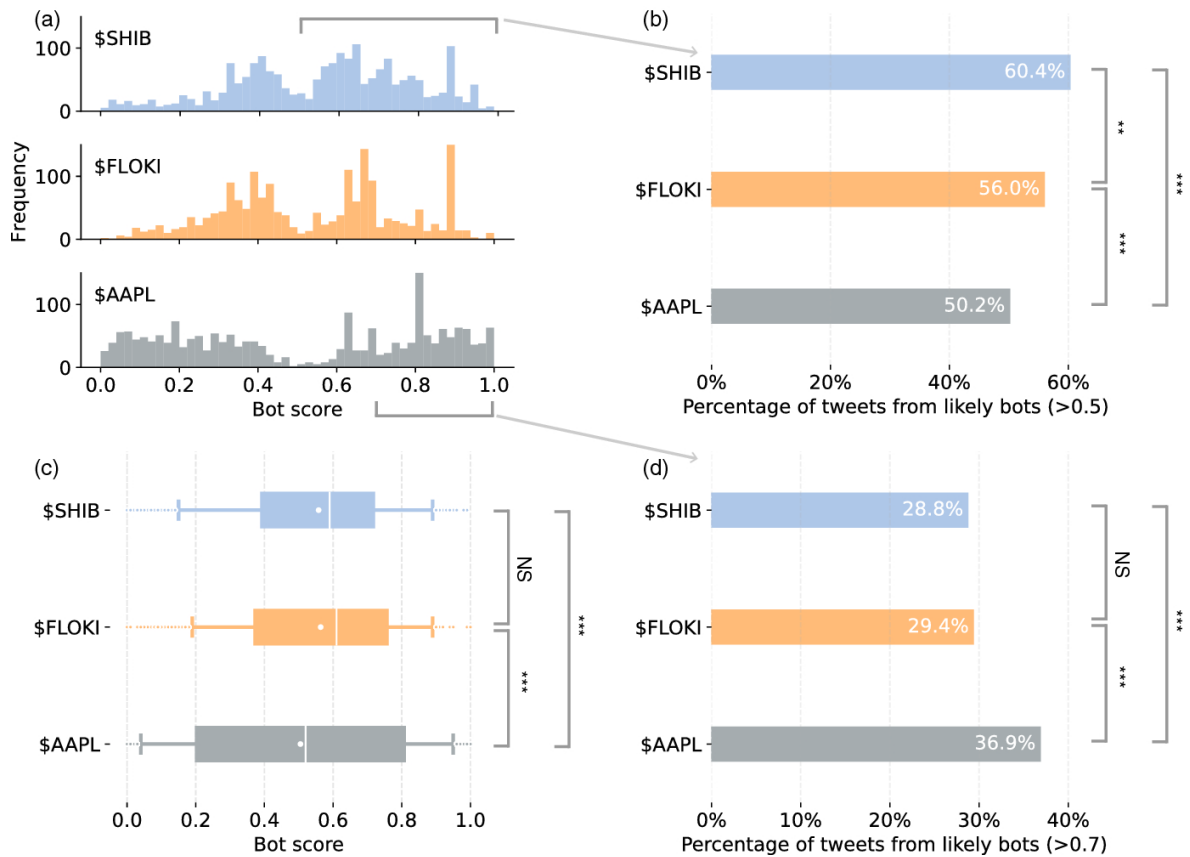 (a)
$SHIB
100
0
$FLOKI
100
0
$AAPL
100
0
Frequency
0.0 0.2 0.4 0.6 0.8 1.0
Bot score
(b)
$SHIB
60.4%
$FLOKI
56.0%
$AAPL
50.2%
**
***
***
0% 20% 40% 60%
Percentage of tweets from likely bots (>0.5)
(c)
$SHIB
$FLOKI
$AAPL
NS
***
***
0.0 0.2 0.4 0.6 0.8 1.0
Bot score
(d)
$SHIB
28.8%
$FLOKI
29.4%
$AAPL
36.9%
NS
***
***
0% 10% 20% 30% 40%
Percentage of tweets from likely bots (>0.7)